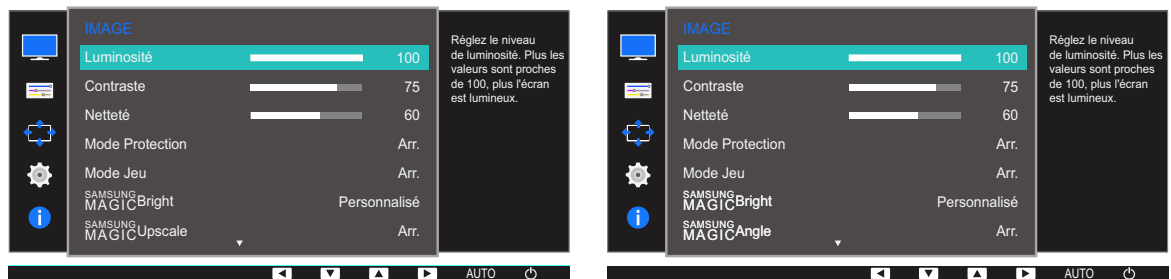 IMAGE
Luminosité 100
Contraste 75
Netteté 60
Mode Protection Arr.
Mode Jeu Arr.
SAMSUNG MAGIC Bright Personnalisé
SAMSUNG MAGIC Upscale Arr.
Réglez le niveau
de luminosité. Plus les
valeurs sont proches
de 100, plus l'écran
est lumineux.
AUTO
IMAGE
Luminosité 100
Contraste 75
Netteté 60
Mode Protection Arr.
Mode Jeu Arr.
SAMSUNG MAGIC Bright Personnalisé
SAMSUNG MAGIC Angle Arr.
Réglez le niveau
de luminosité. Plus les
valeurs sont proches
de 100, plus l'écran
est lumineux.
AUTO